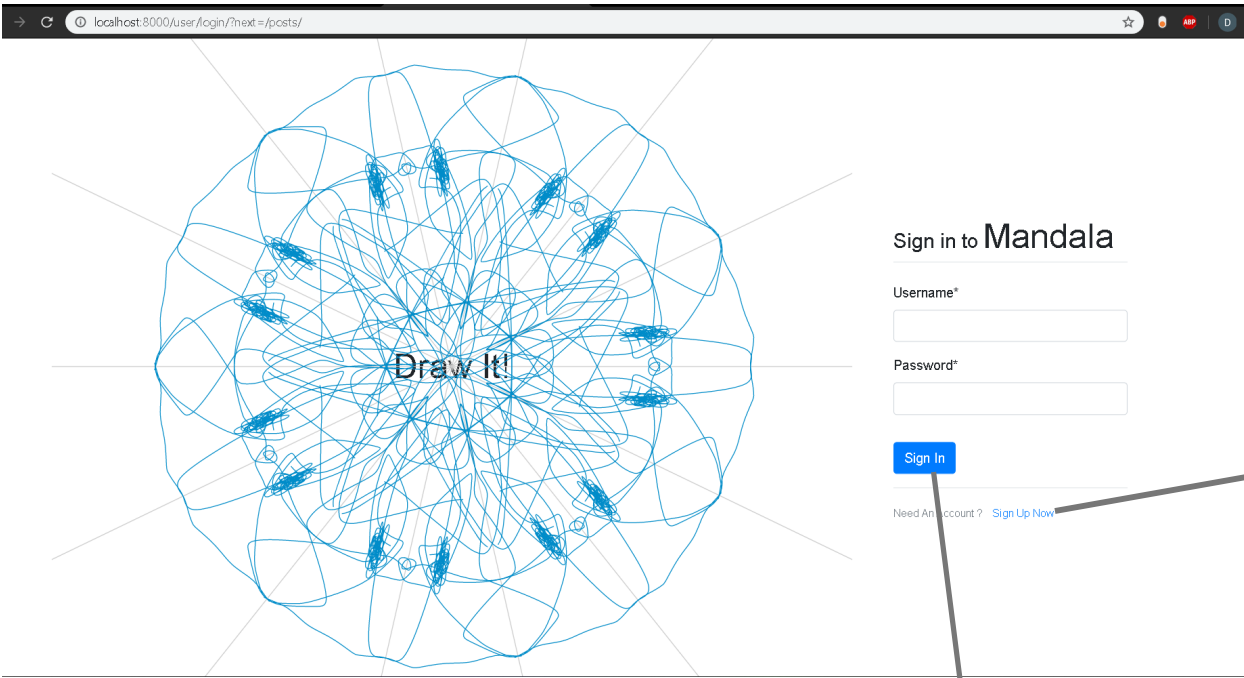 localhost:8000/user/login/?next=/posts/
ABP
D
Draw It!
Sign in to Mandala
Username*
Password*
Sign In
Need An Account ? Sign Up Now